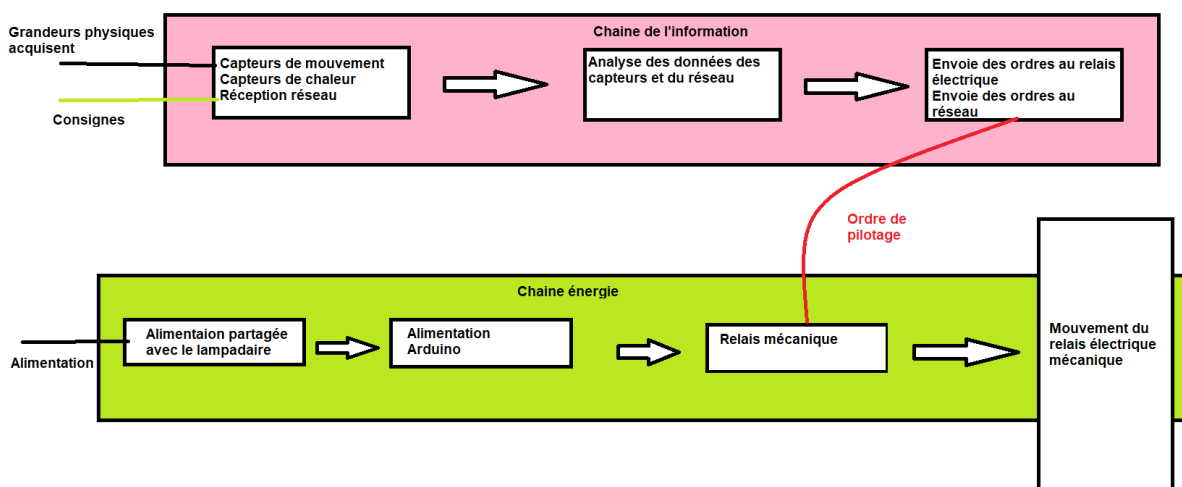 Grandeurs physiques
acquisent
Chaine de l'information
Capteurs de mouvement
Capteurs de chaleur
Réception réseau
Analyse des données des
capteurs et du réseau
Envoie des ordres au relais
électrique
Envoie des ordres au
réseau
Consignes
Ordre de
pilotage
Chaine énergie
Alimentation
Alimentaion partagée
avec le lampadaire
Alimentation
Arduino
Relais mécanique
Mouvement du
relais électrique
mécanique